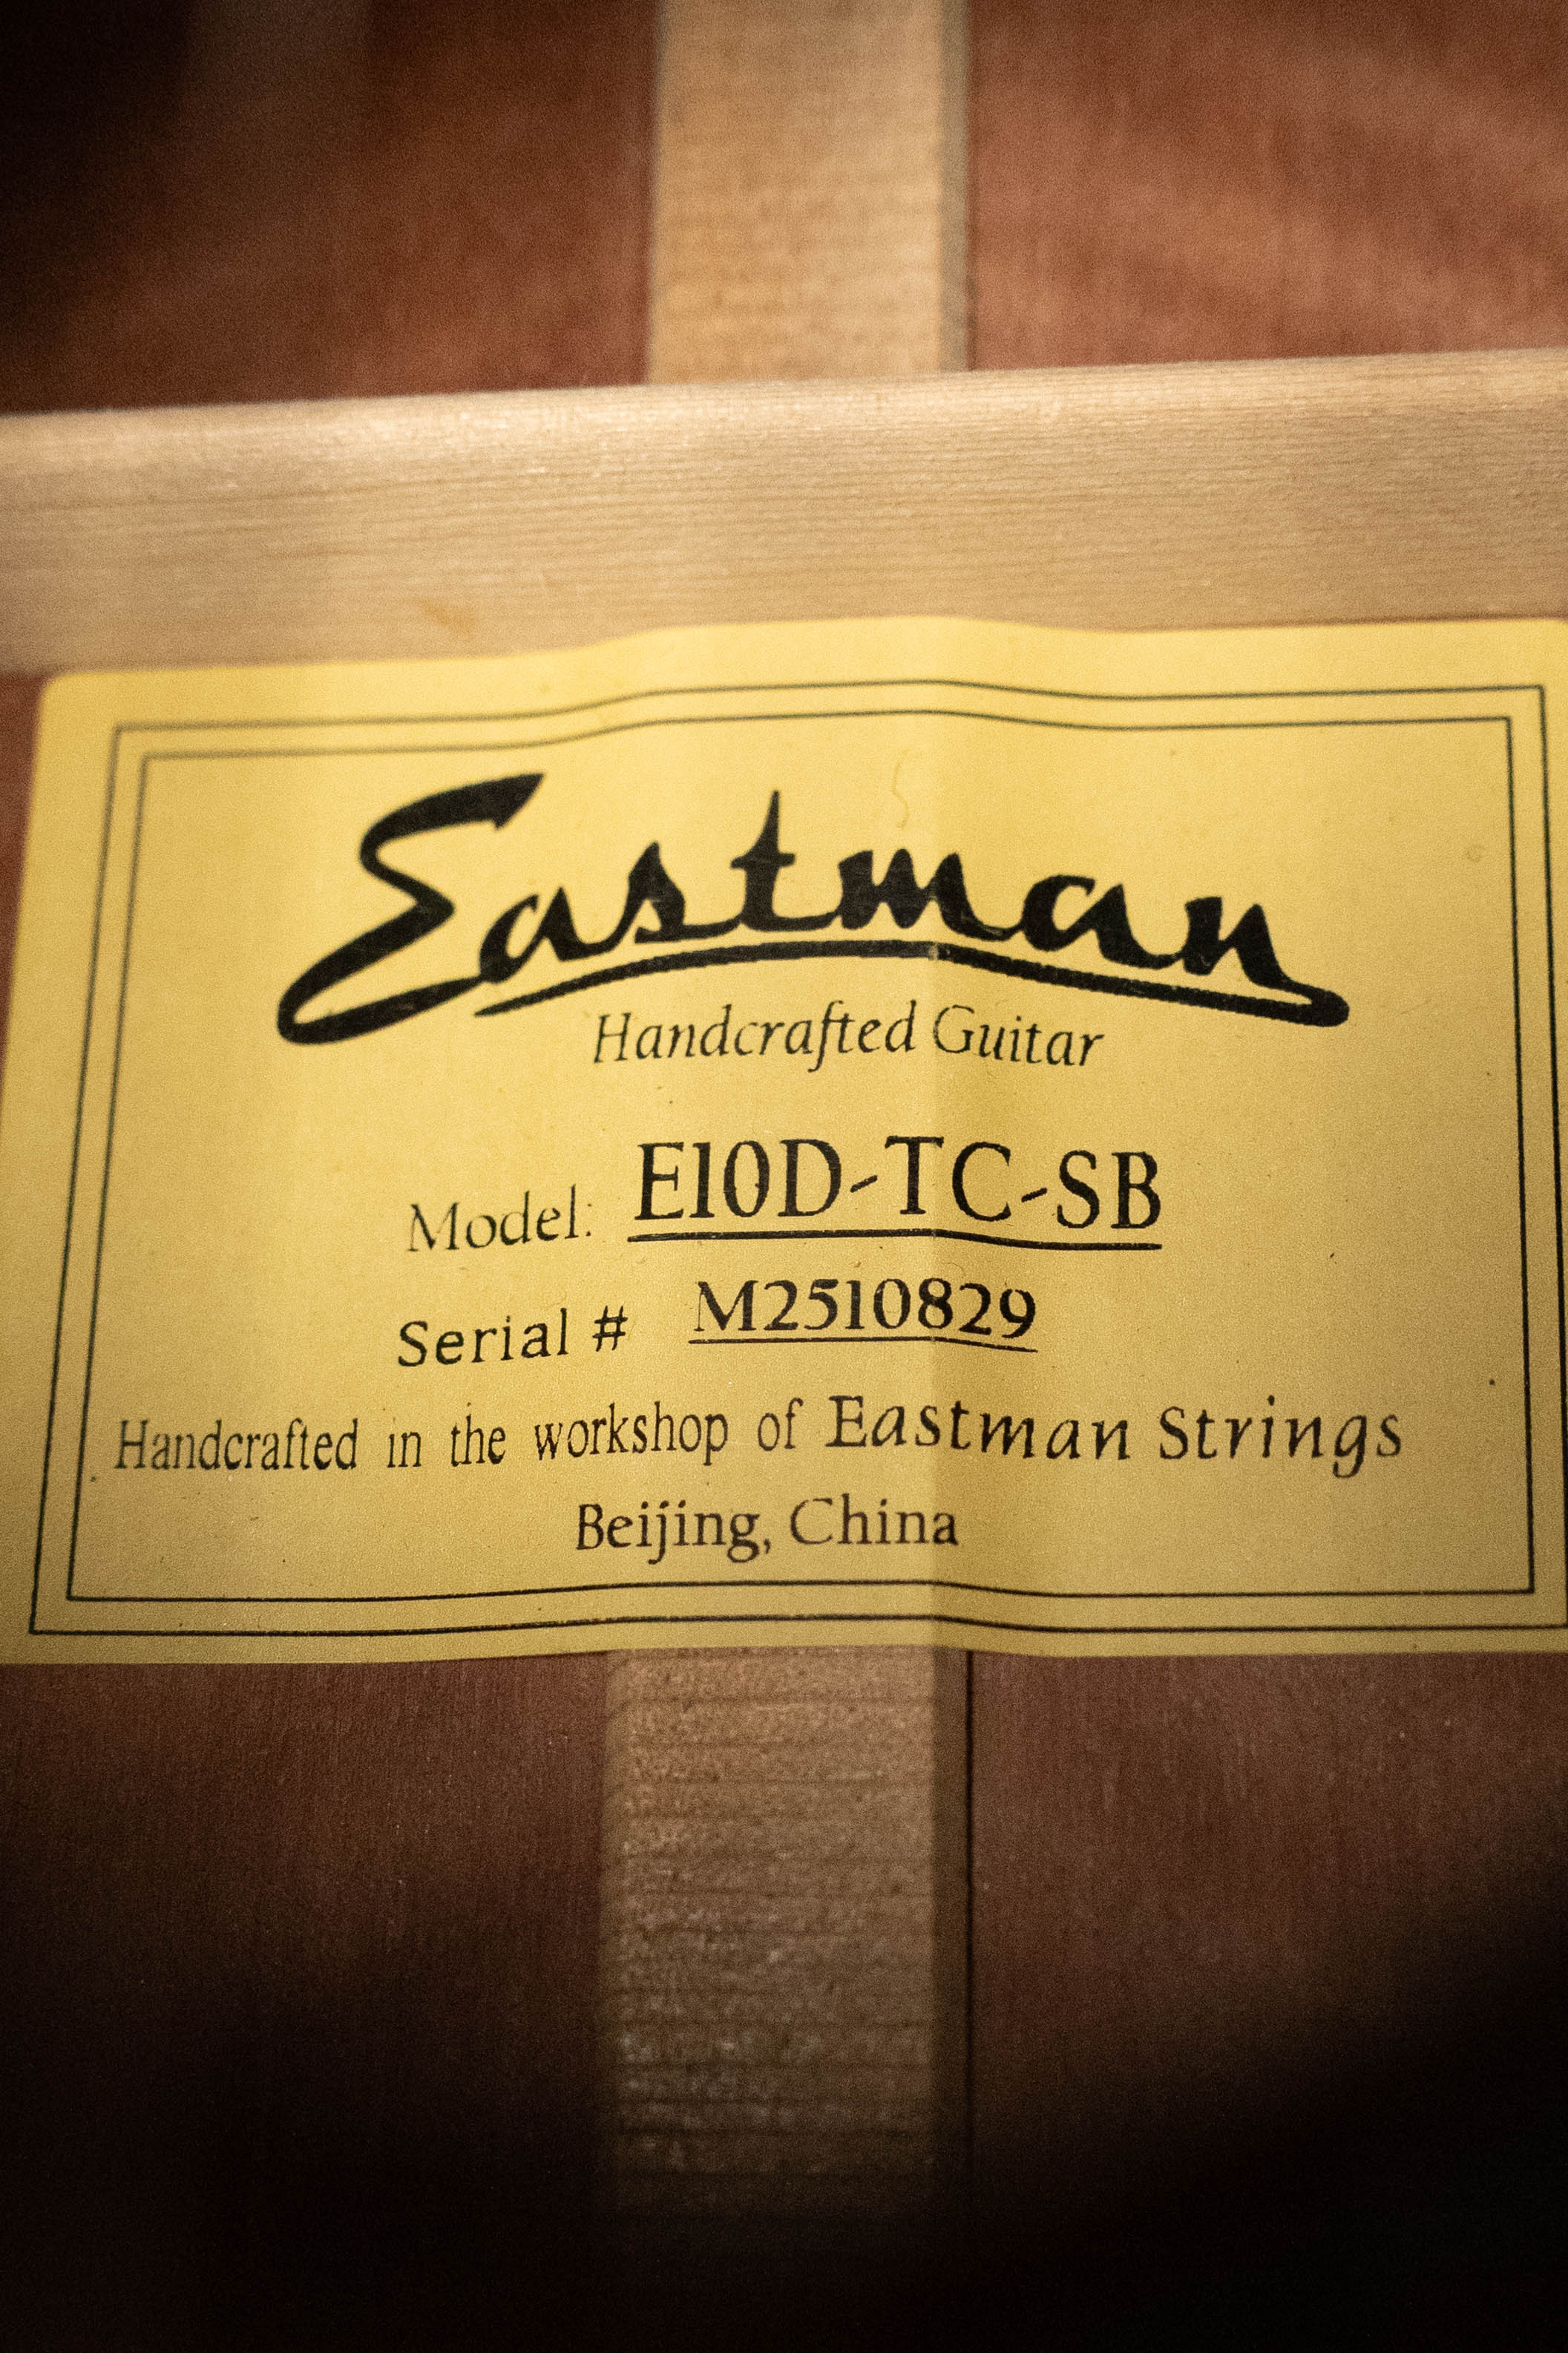 Eastman
Handcrafted Guitar
Model: E10D-TC-SB
Serial # M2510829
Handcrafted in the workshop of Eastman Strings
Beijing, China